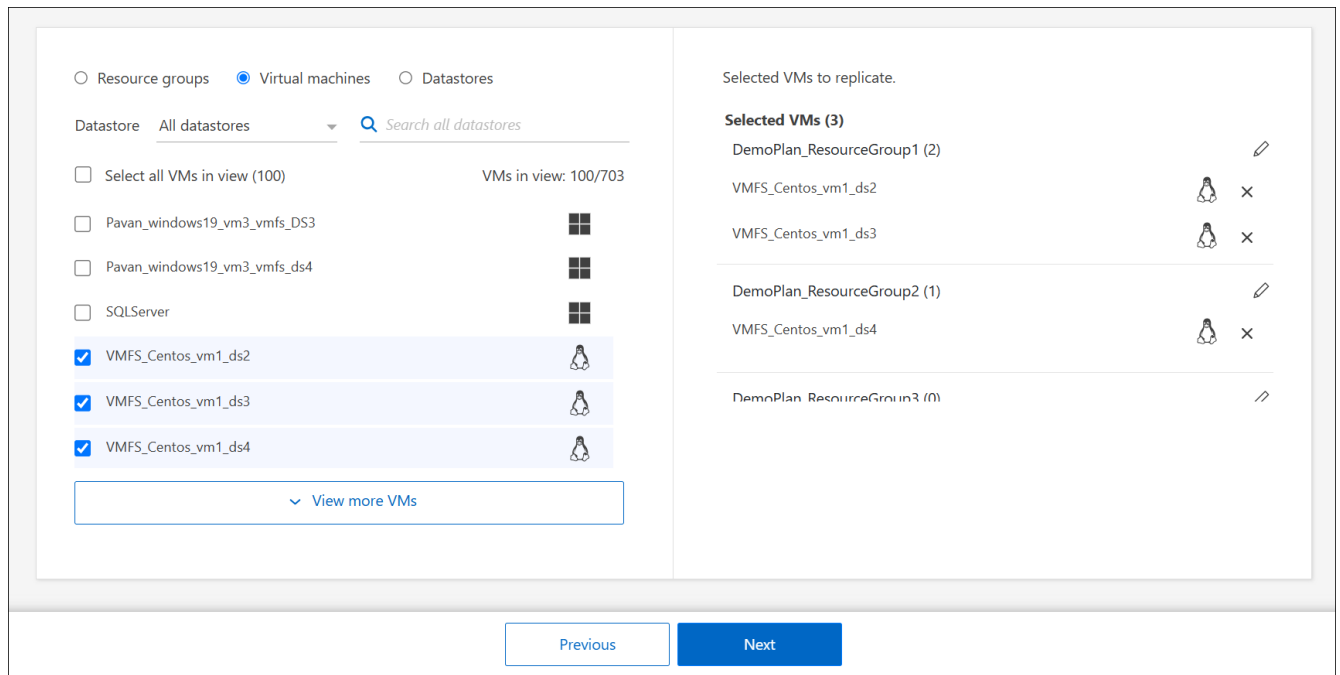 Resource groups Virtual machines Datastores
Datastore All datastores Search all datastores
Select all VMs in view (100) VMs in view: 100/703
Pavan_windows19_vm3_vmfs_DS3
Pavan_windows19_vm3_vmfs_ds4
SQLServer
VMFS_Centos_vm1_ds2
VMFS_Centos_vm1_ds3
VMFS_Centos_vm1_ds4
View more VMs
Selected VMs to replicate.
Selected VMs (3)
DemoPlan_ResourceGroup1 (2)
VMFS_Centos_vm1_ds2
VMFS_Centos_vm1_ds3
DemoPlan_ResourceGroup2 (1)
VMFS_Centos_vm1_ds4
DemoPlan_ResourceGroup3 (0)
Previous Next